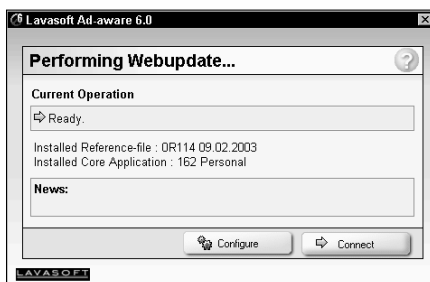 Lavasoft Ad-aware 6.0
Performing Webupdate...
Current Operation
Ready.
Installed Reference-file : 0R114 09.02.2003
Installed Core Application : 162 Personal
News:
Configure
Connect
LAVASOFT